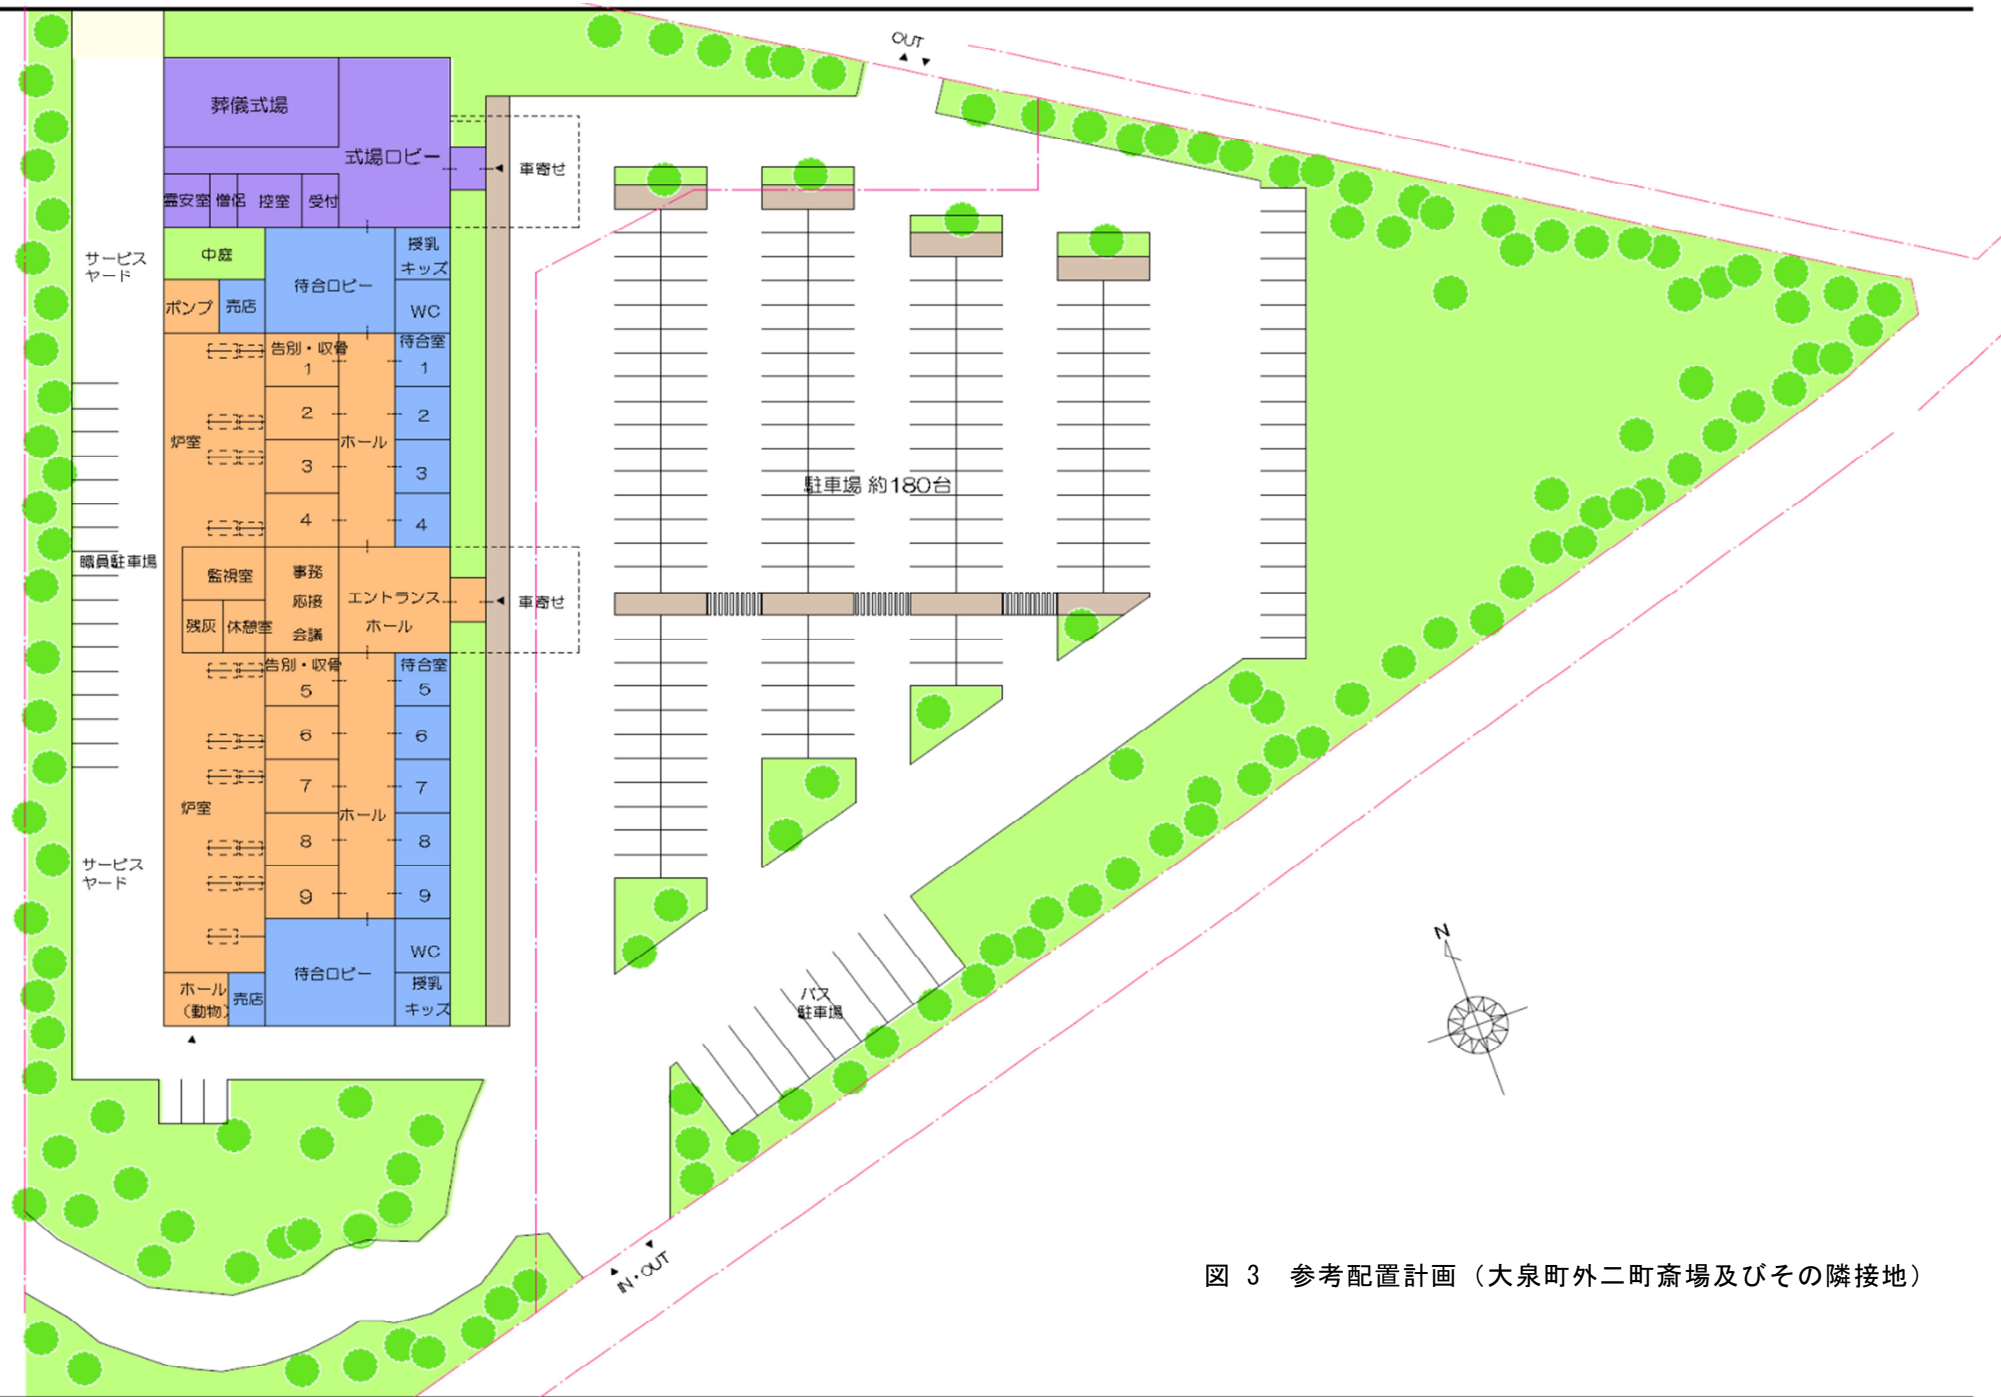 OUT
葬儀式場
式場ロビー
車寄せ
霊安室
僧侶
控室
受付
中庭
授乳
キッズ
サービス
ヤード
待合ロビー
ポンプ
売店
WC
告別・収骨
1
待合室
1
2
2
炉室
ホール
3
3
駐車場 約180台
4
4
職員駐車場
監視室
事務
応接
会議
エントランス
ホール
車寄せ
残灰
休憩室
告別・収骨
5
待合室
5
6
6
7
7
炉室
ホール
8
8
サービス
ヤード
9
9
WC
待合ロビー
授乳
キッズ
ホール
（動物）
売店
バス
駐車場
N
IN・OUT
図 3 参考配置計画（大泉町外二町斎場及びその隣接地）